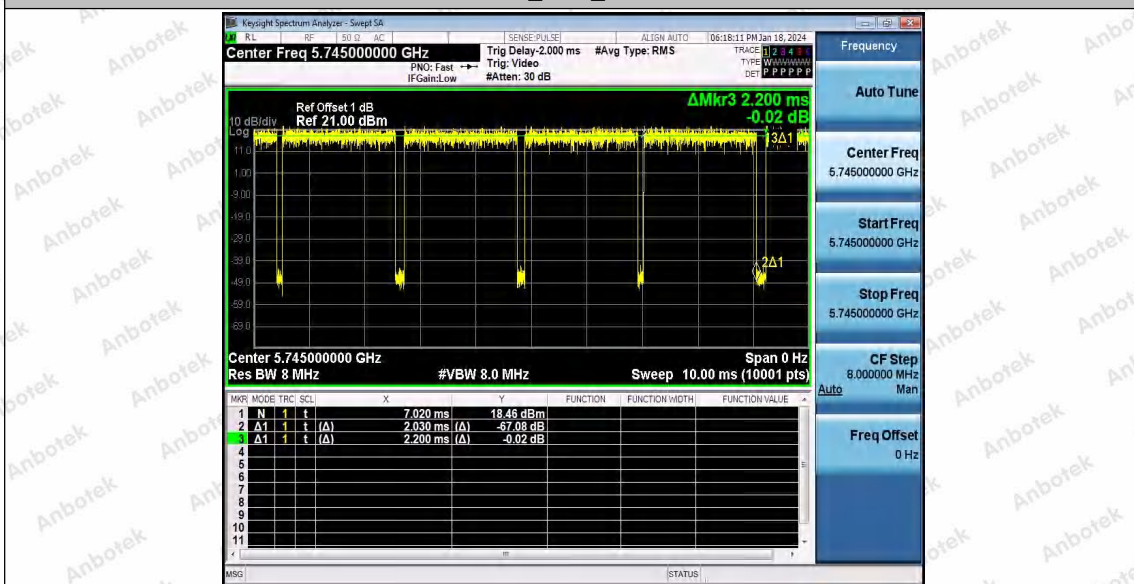 Keysight Spectrum Analyzer - Swept SA
RL RF 50 Ω AC SENSE:PULSE ALIGN AUTO 06:18:11 PM Jan 18, 2024
Center Freq 5.745000000 GHz
PNO: Fast
IFGain:Low
Trig Delay-2.000 ms #Avg Type: RMS
Trig: Video
#Atten: 30 dB
TRACE 1 2 3 4 5 6
TYPE WWWWWW
DET P P P P P P
ΔMkr3 2.200 ms
-0.02 dB
Ref Offset 1 dB
10 dB/div Ref 21.00 dBm
Log
11.0
1.00
-9.00
-19.0
-29.0
-39.0
-49.0
-59.0
-69.0
3Δ1
2Δ1
Center 5.745000000 GHz Span 0 Hz
Res BW 8 MHz #VBW 8.0 MHz Sweep 10.00 ms (10001 pts)
MKR MODE TRC SCL X Y FUNCTION FUNCTION WIDTH FUNCTION VALUE
1 N 1 t 7.020 ms 18.46 dBm
2 Δ1 1 t (Δ) 2.030 ms (Δ) -67.08 dB
3 Δ1 1 t (Δ) 2.200 ms (Δ) -0.02 dB
4
5
6
7
8
9
10
11
MSG STATUS
Frequency
Auto Tune
Center Freq
5.745000000 GHz
Start Freq
5.745000000 GHz
Stop Freq
5.745000000 GHz
CF Step
8.000000 MHz
Auto Man
Freq Offset
0 Hz
Anbotek